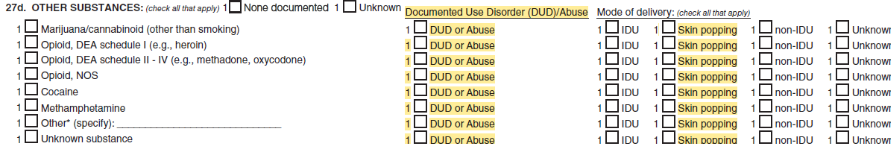 27d. OTHER SUBSTANCES: (check all that apply) 1 None documented 1 Unknown Documented Use Disorder (DUD)/Abuse Mode of delivery: (check all that apply)
1 Marijuana/cannabinoid (other than smoking) 1 DUD or Abuse 1 IDU 1 Skin popping 1 non-IDU 1 Unknown
1 Opioid, DEA schedule I (e.g., heroin) 1 DUD or Abuse 1 IDU 1 Skin popping 1 non-IDU 1 Unknown
1 Opioid, DEA schedule II - IV (e.g., methadone, oxycodone) 1 DUD or Abuse 1 IDU 1 Skin popping 1 non-IDU 1 Unknown
1 Opioid, NOS 1 DUD or Abuse 1 IDU 1 Skin popping 1 non-IDU 1 Unknown
1 Cocaine 1 DUD or Abuse 1 IDU 1 Skin popping 1 non-IDU 1 Unknown
1 Methamphetamine 1 DUD or Abuse 1 IDU 1 Skin popping 1 non-IDU 1 Unknown
1 Other* (specify): ____________________________ 1 DUD or Abuse 1 IDU 1 Skin popping 1 non-IDU 1 Unknown
1 Unknown substance 1 DUD or Abuse 1 IDU 1 Skin popping 1 non-IDU 1 Unknown